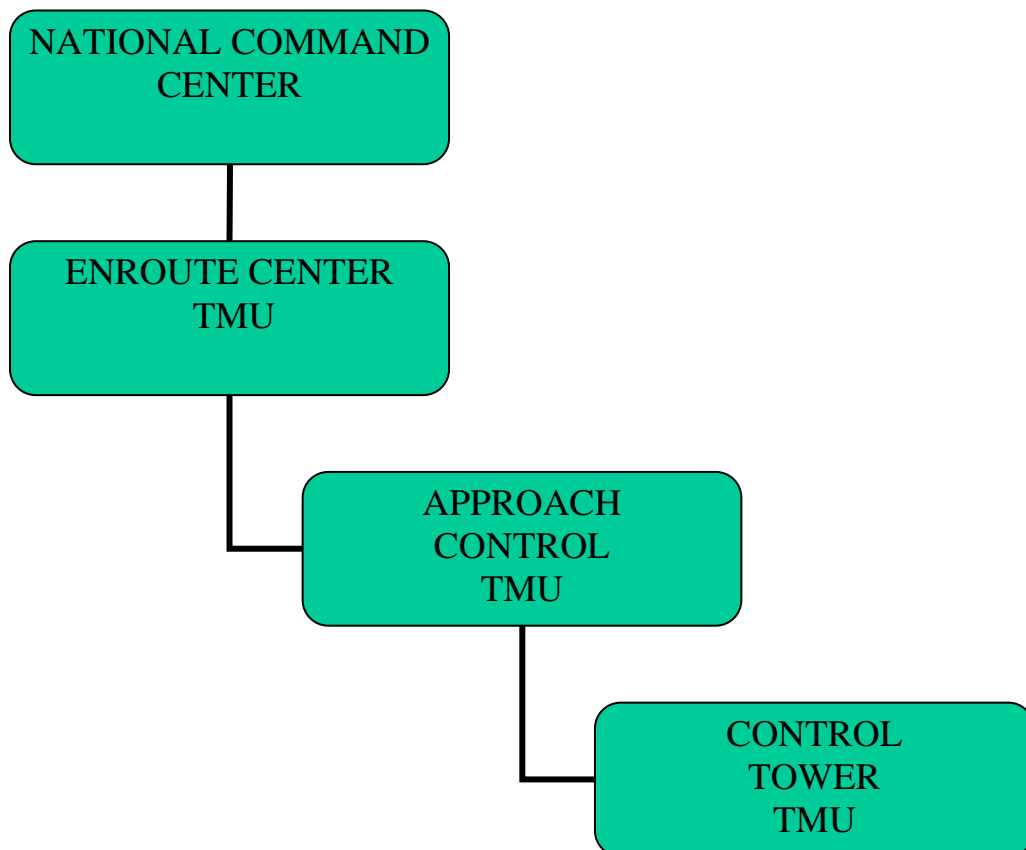 NATIONAL COMMAND
CENTER
ENROUTE CENTER
TMU
APPROACH
CONTROL
TMU
CONTROL
TOWER
TMU